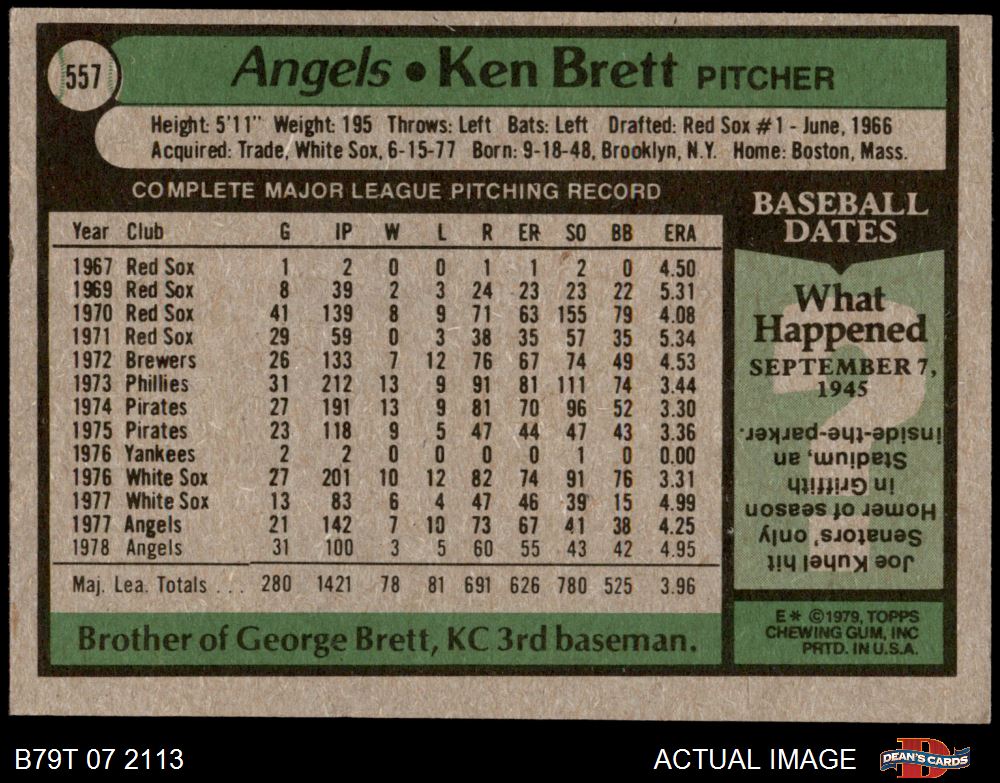 557
Angels • Ken Brett PITCHER
Height: 5'11" Weight: 195 Throws: Left Bats: Left Drafted: Red Sox #1 - June, 1966
Acquired: Trade, White Sox, 6-15-77 Born: 9-18-48, Brooklyn, N.Y. Home: Boston, Mass.
COMPLETE MAJOR LEAGUE PITCHING RECORD
Year Club G IP W L R ER SO BB ERA
1967 Red Sox 1 2 0 0 1 1 2 0 4.50
1969 Red Sox 8 39 2 3 24 23 23 22 5.31
1970 Red Sox 41 139 8 9 71 63 155 79 4.08
1971 Red Sox 29 59 0 3 38 35 57 35 5.34
1972 Brewers 26 133 7 12 76 67 74 49 4.53
1973 Phillies 31 212 13 9 91 81 111 74 3.44
1974 Pirates 27 191 13 9 81 70 96 52 3.30
1975 Pirates 23 118 9 5 47 44 47 43 3.36
1976 Yankees 2 2 0 0 0 0 1 0 0.00
1976 White Sox 27 201 10 12 82 74 91 76 3.31
1977 White Sox 13 83 6 4 47 46 39 15 4.99
1977 Angels 21 142 7 10 73 67 41 38 4.25
1978 Angels 31 100 3 5 60 55 43 42 4.95
Maj. Lea. Totals . . . 280 1421 78 81 691 626 780 525 3.96
Brother of George Brett, KC 3rd baseman.
BASEBALL
DATES
What
Happened
SEPTEMBER 7,
1945
?
Joe Kuhel hit
Senators' only
Homer of season
in Griffith
Stadium, an
inside-the-parker.
E* ©1979, TOPPS
CHEWING GUM, INC
PRTD. IN U.S.A.
B79T 07 2113
ACTUAL IMAGE
D
DEAN'S CARDS